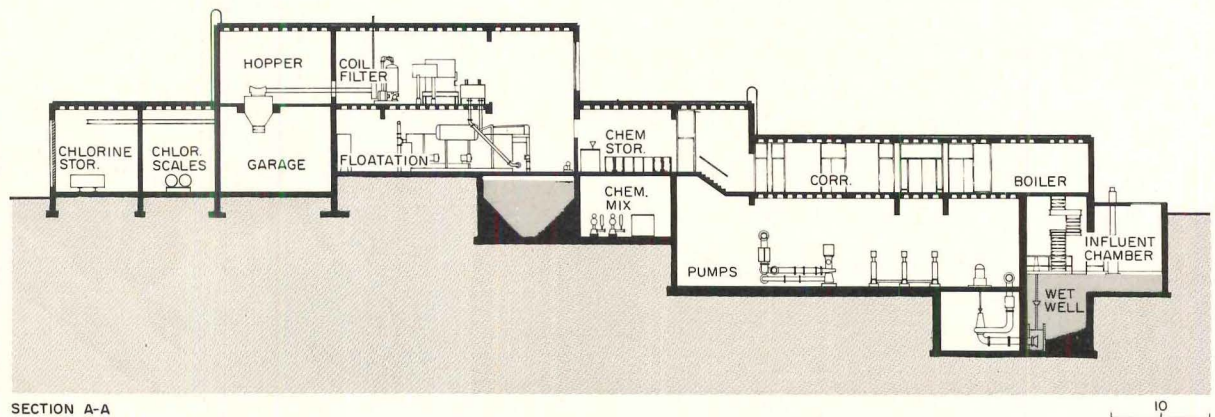 HOPPER
COIL
FILTER
CHLORINE
STOR.
CHLOR.
SCALES
GARAGE
FLOATATION
CHEM
STOR.
CHEM.
MIX
CORR.
BOILER
PUMPS
INFLUENT
CHAMBER
WET
WELL
SECTION A-A
10